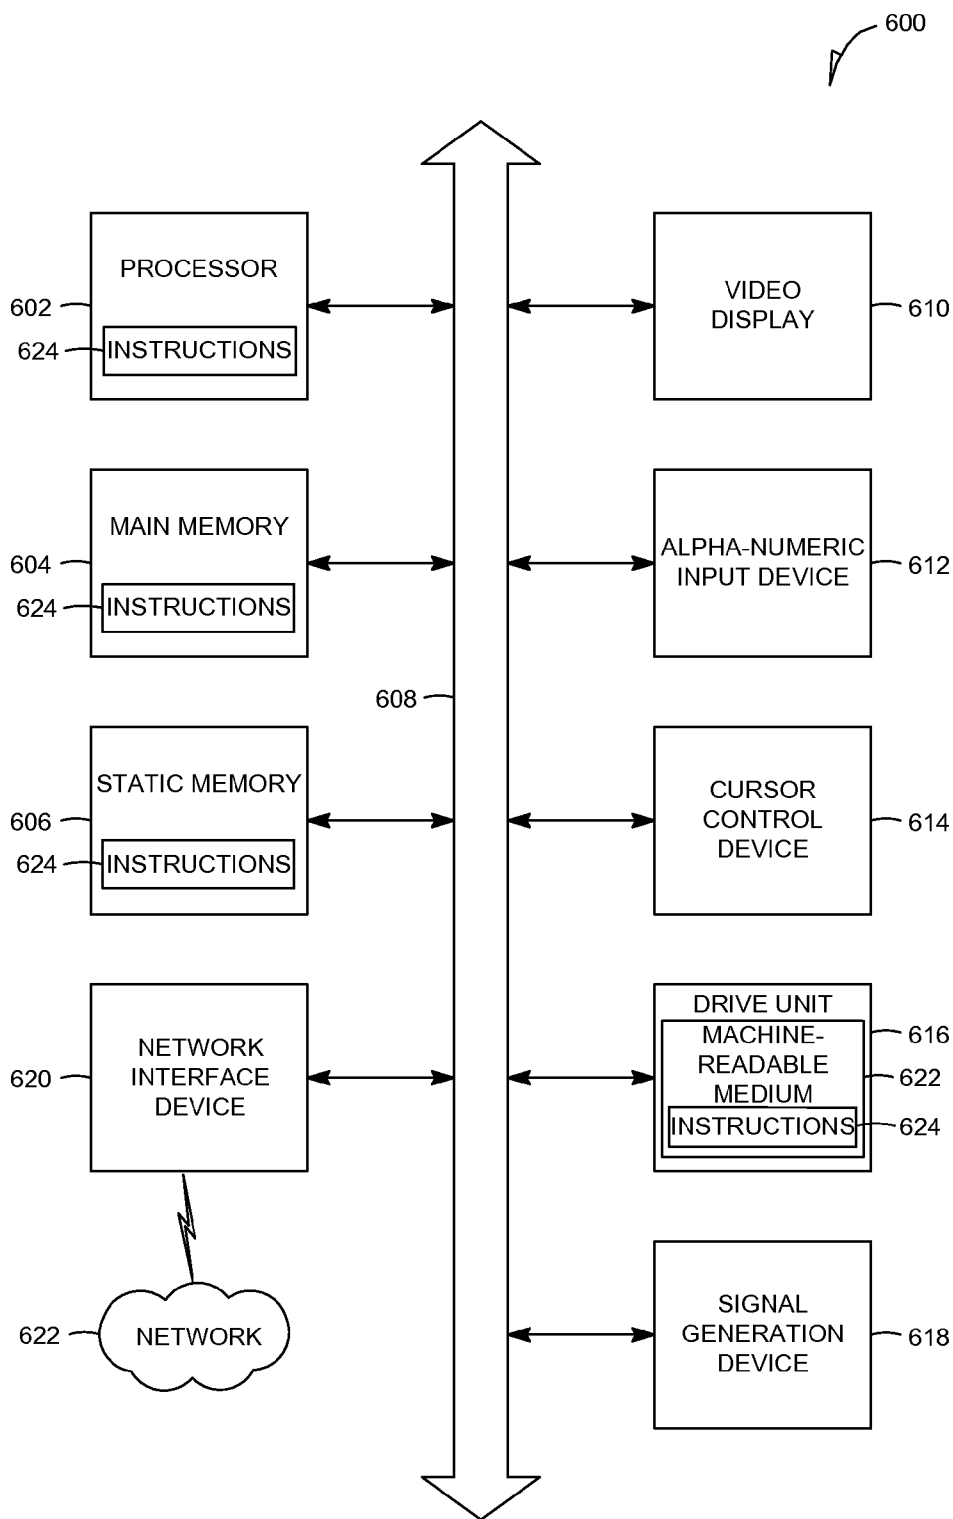 600
PROCESSOR
602
624
INSTRUCTIONS
VIDEO
DISPLAY
610
MAIN MEMORY
604
624
INSTRUCTIONS
ALPHA-NUMERIC
INPUT DEVICE
612
608
STATIC MEMORY
606
624
INSTRUCTIONS
CURSOR
CONTROL
DEVICE
614
NETWORK
INTERFACE
DEVICE
620
DRIVE UNIT
616
MACHINE-
READABLE
MEDIUM
622
INSTRUCTIONS
624
622
NETWORK
SIGNAL
GENERATION
DEVICE
618